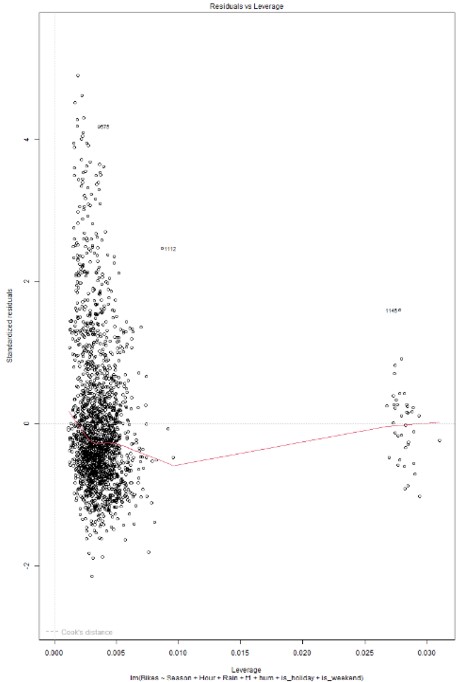 Residuals vs Leverage
4
2
0
-2
Standardized residuals
1112
1145
Cook's distance
0.000 0.005 0.010 0.015 0.020 0.025 0.030
Leverage
lm(Bikes ~ Season + Hour + Rain + t1 + hum + is_holiday + is_weekend)